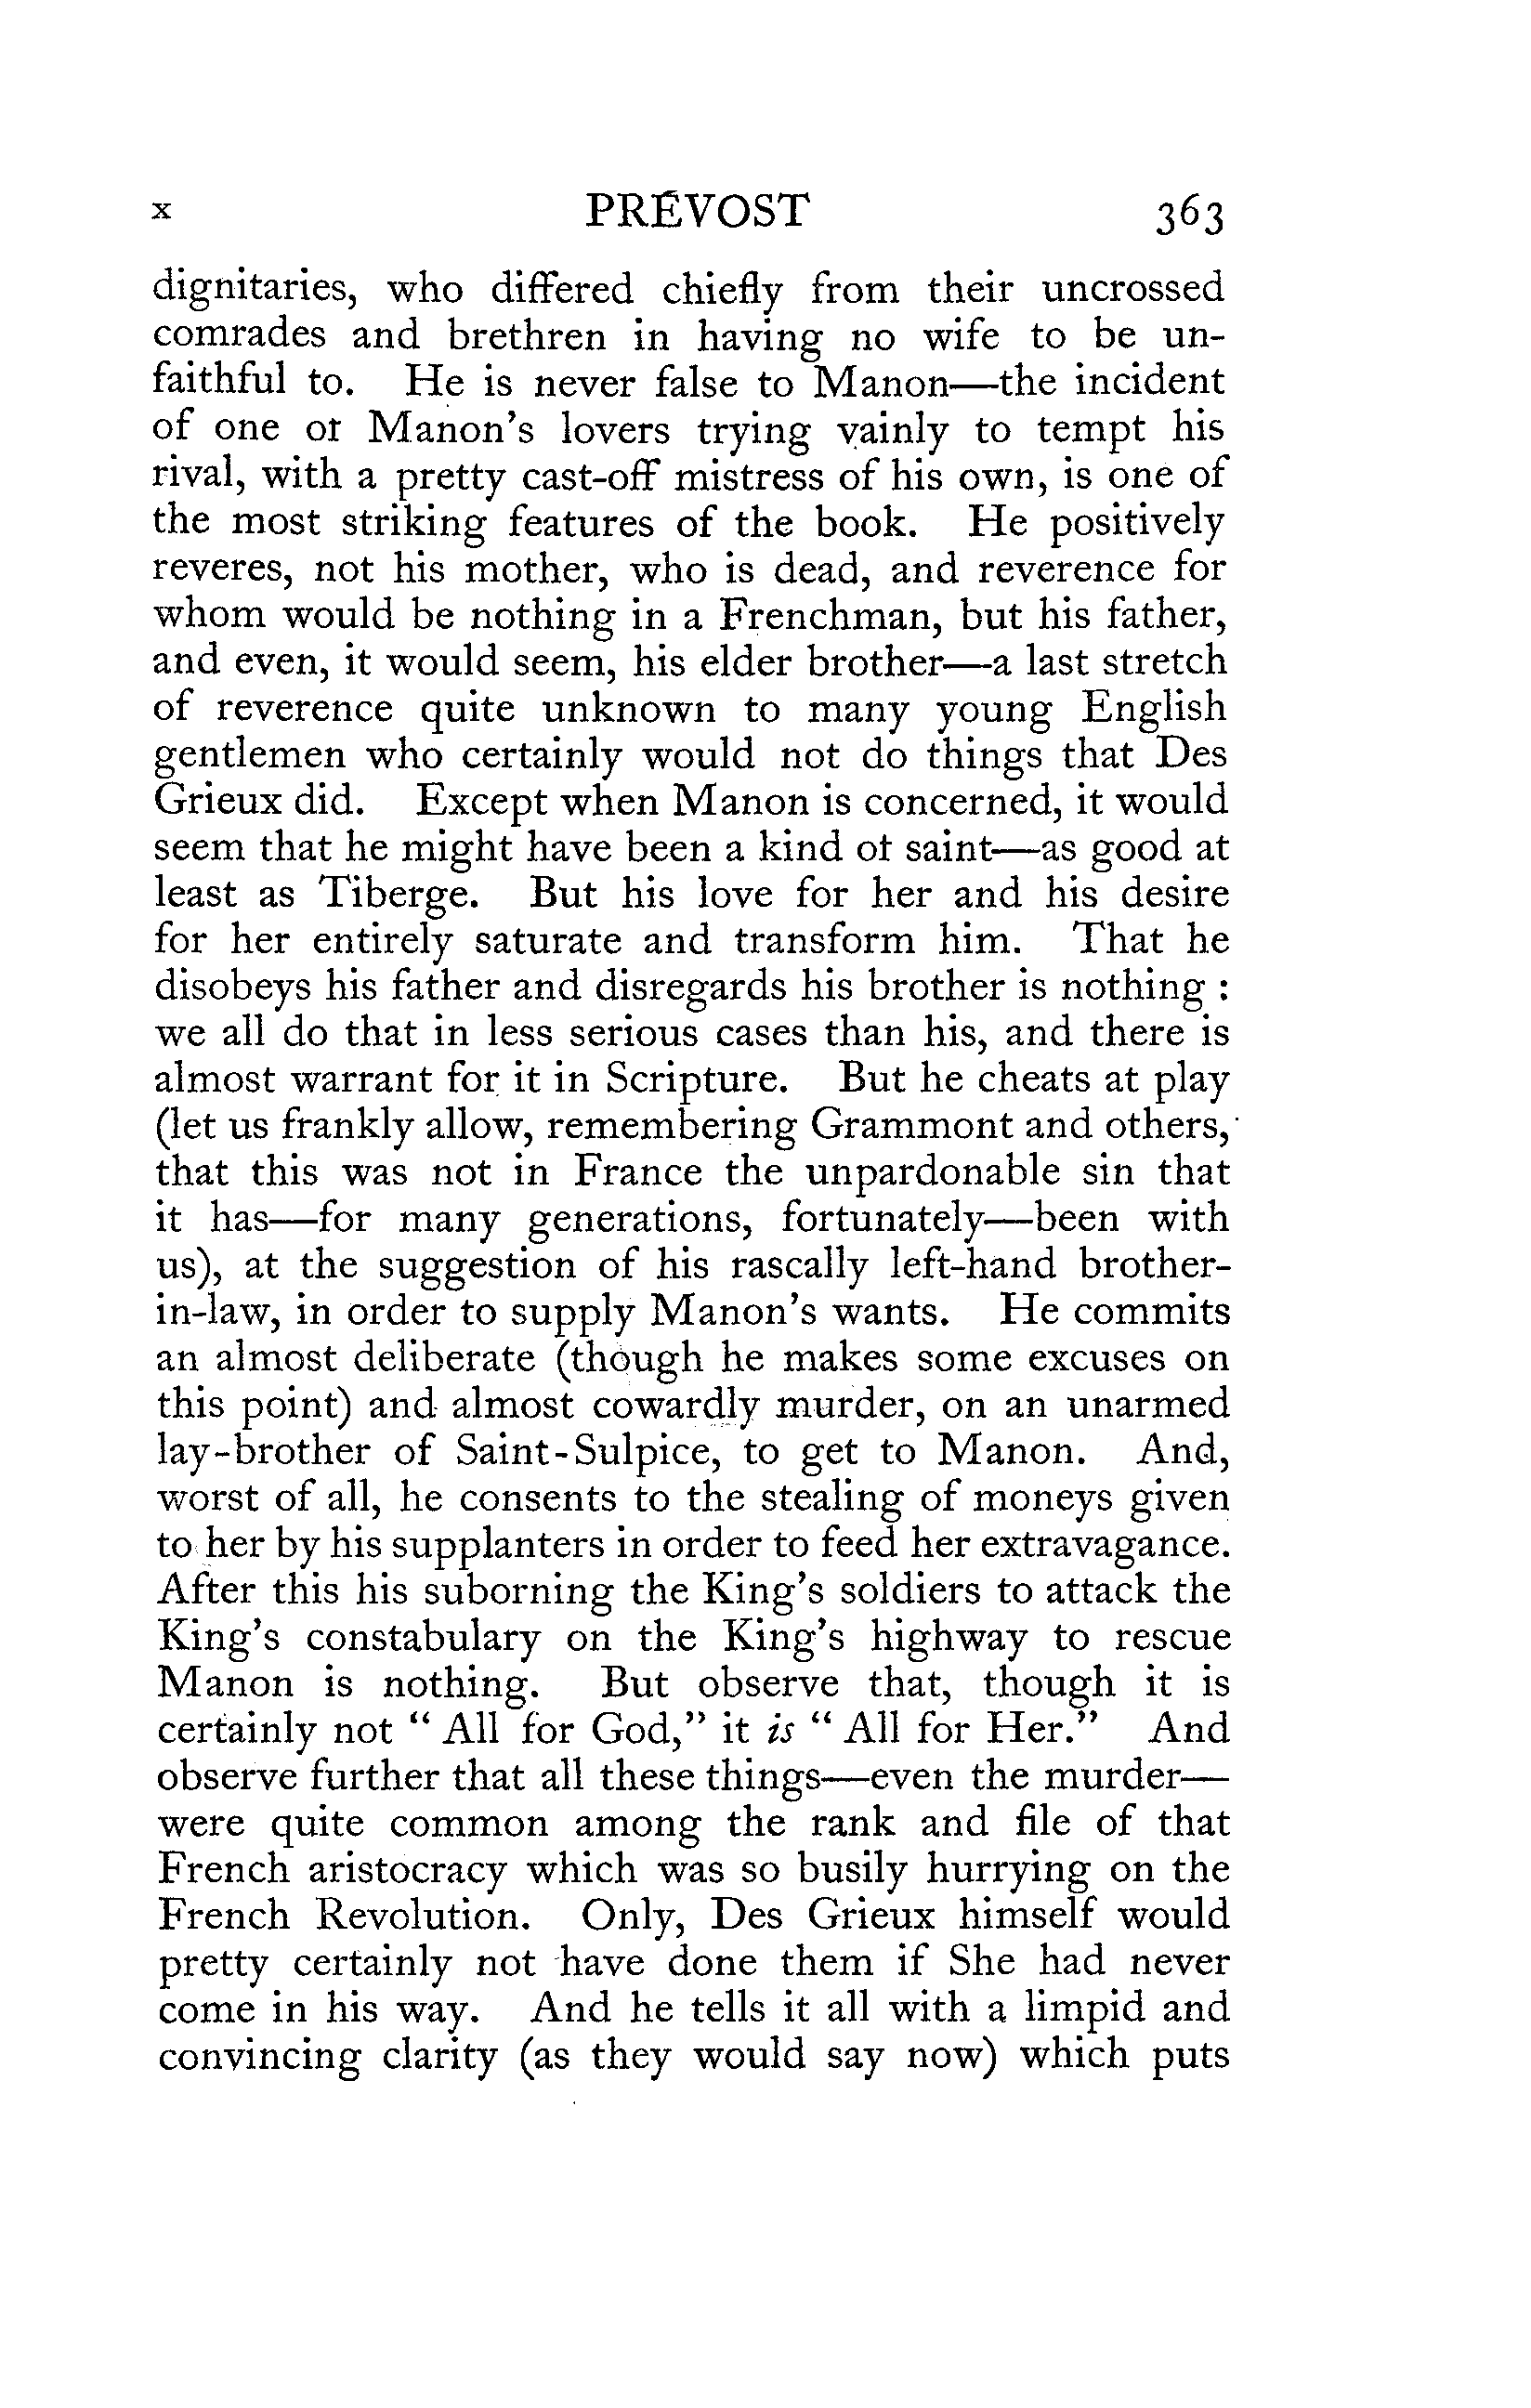 x PRÉVOST 363
dignitaries, who differed chiefly from their uncrossed
comrades and brethren in having no wife to be un-
faithful to. He is never false to Manon—the incident
of one of Manon's lovers trying vainly to tempt his
rival, with a pretty cast-off mistress of his own, is one of
the most striking features of the book. He positively
reveres, not his mother, who is dead, and reverence for
whom would be nothing in a Frenchman, but his father,
and even, it would seem, his elder brother—a last stretch
of reverence quite unknown to many young English
gentlemen who certainly would not do things that Des
Grieux did. Except when Manon is concerned, it would
seem that he might have been a kind of saint—as good at
least as Tiberge. But his love for her and his desire
for her entirely saturate and transform him. That he
disobeys his father and disregards his brother is nothing :
we all do that in less serious cases than his, and there is
almost warrant for it in Scripture. But he cheats at play
(let us frankly allow, remembering Grammont and others,
that this was not in France the unpardonable sin that
it has—for many generations, fortunately—been with
us), at the suggestion of his rascally left-hand brother-
in-law, in order to supply Manon's wants. He commits
an almost deliberate (though he makes some excuses on
this point) and almost cowardly murder, on an unarmed
lay-brother of Saint-Sulpice, to get to Manon. And,
worst of all, he consents to the stealing of moneys given
to her by his supplanters in order to feed her extravagance.
After this his suborning the King's soldiers to attack the
King's constabulary on the King's highway to rescue
Manon is nothing. But observe that, though it is
certainly not “ All for God,” it is “ All for Her.” And
observe further that all these things—even the murder—
were quite common among the rank and file of that
French aristocracy which was so busily hurrying on the
French Revolution. Only, Des Grieux himself would
pretty certainly not have done them if She had never
come in his way. And he tells it all with a limpid and
convincing clarity (as they would say now) which puts